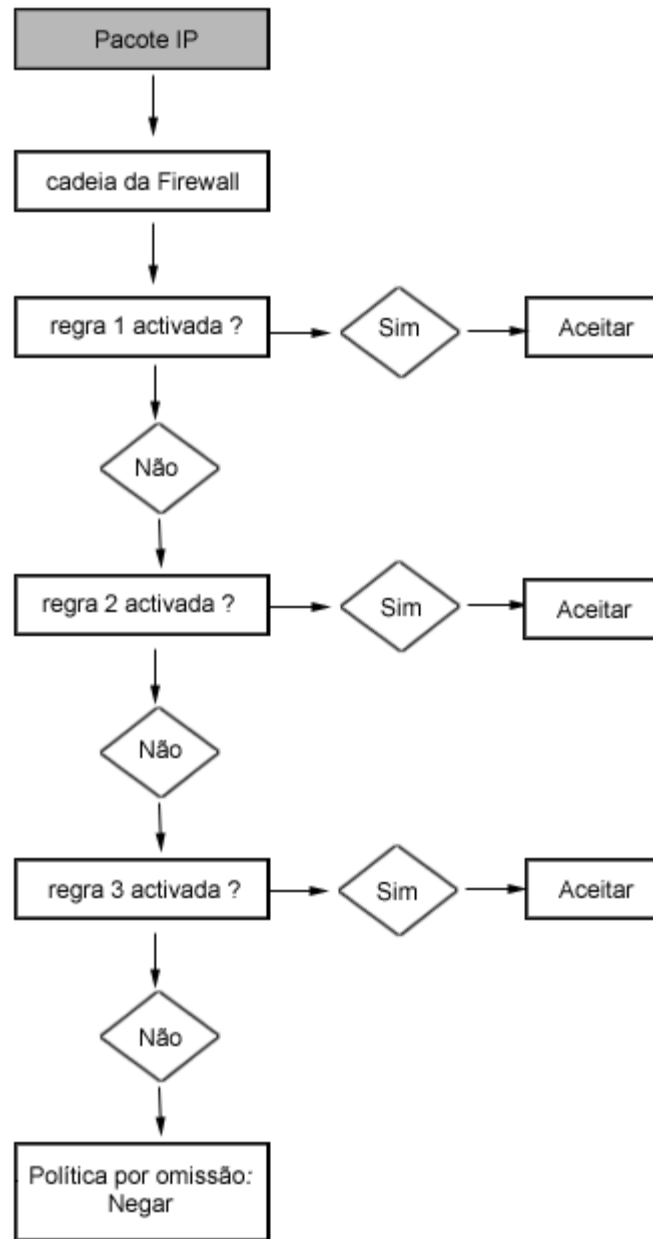 Pacote IP
cadeia da Firewall
regra 1 activada ?
Sim
Aceitar
Não
regra 2 activada ?
Sim
Aceitar
Não
regra 3 activada ?
Sim
Aceitar
Não
Política por omissão:
Negar